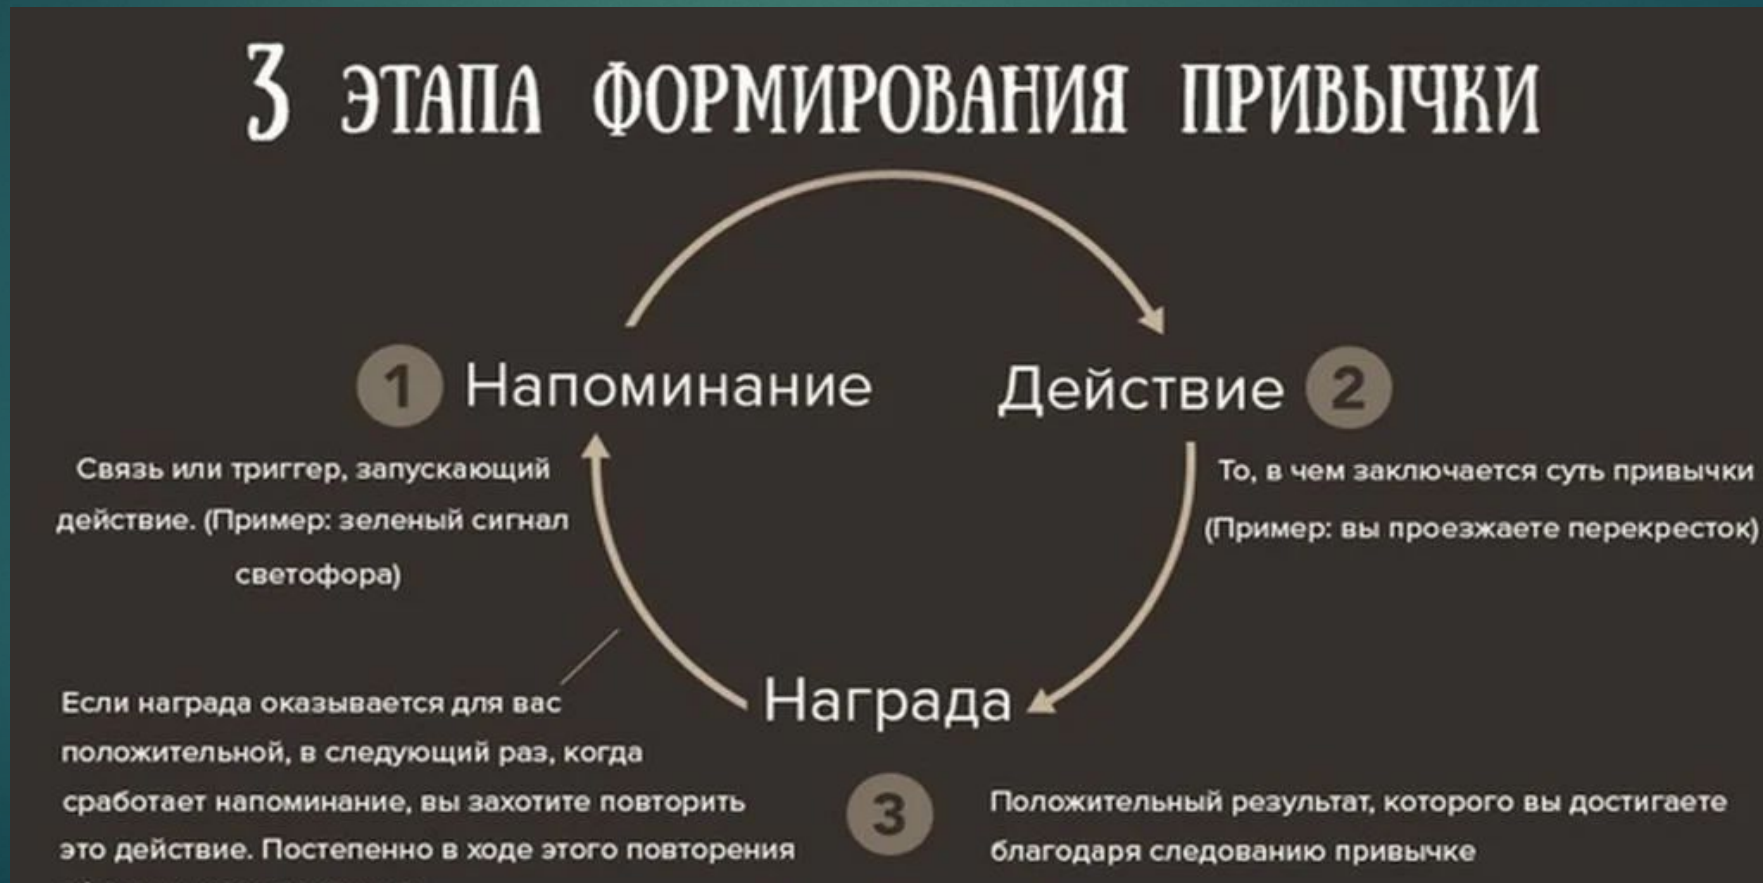 3 ЭТАПА ФОРМИРОВАНИЯ ПРИВЫЧКИ
1 Напоминание
Связь или триггер, запускающий
действие. (Пример: зеленый сигнал
светофора)
Действие 2
То, в чем заключается суть привычки
(Пример: вы проезжаете перекресток)
Награда
3
Положительный результат, которого вы достигаете
благодаря следованию привычке
Если награда оказывается для вас
положительной, в следующий раз, когда
сработает напоминание, вы захотите повторить
это действие. Постепенно в ходе этого повторения